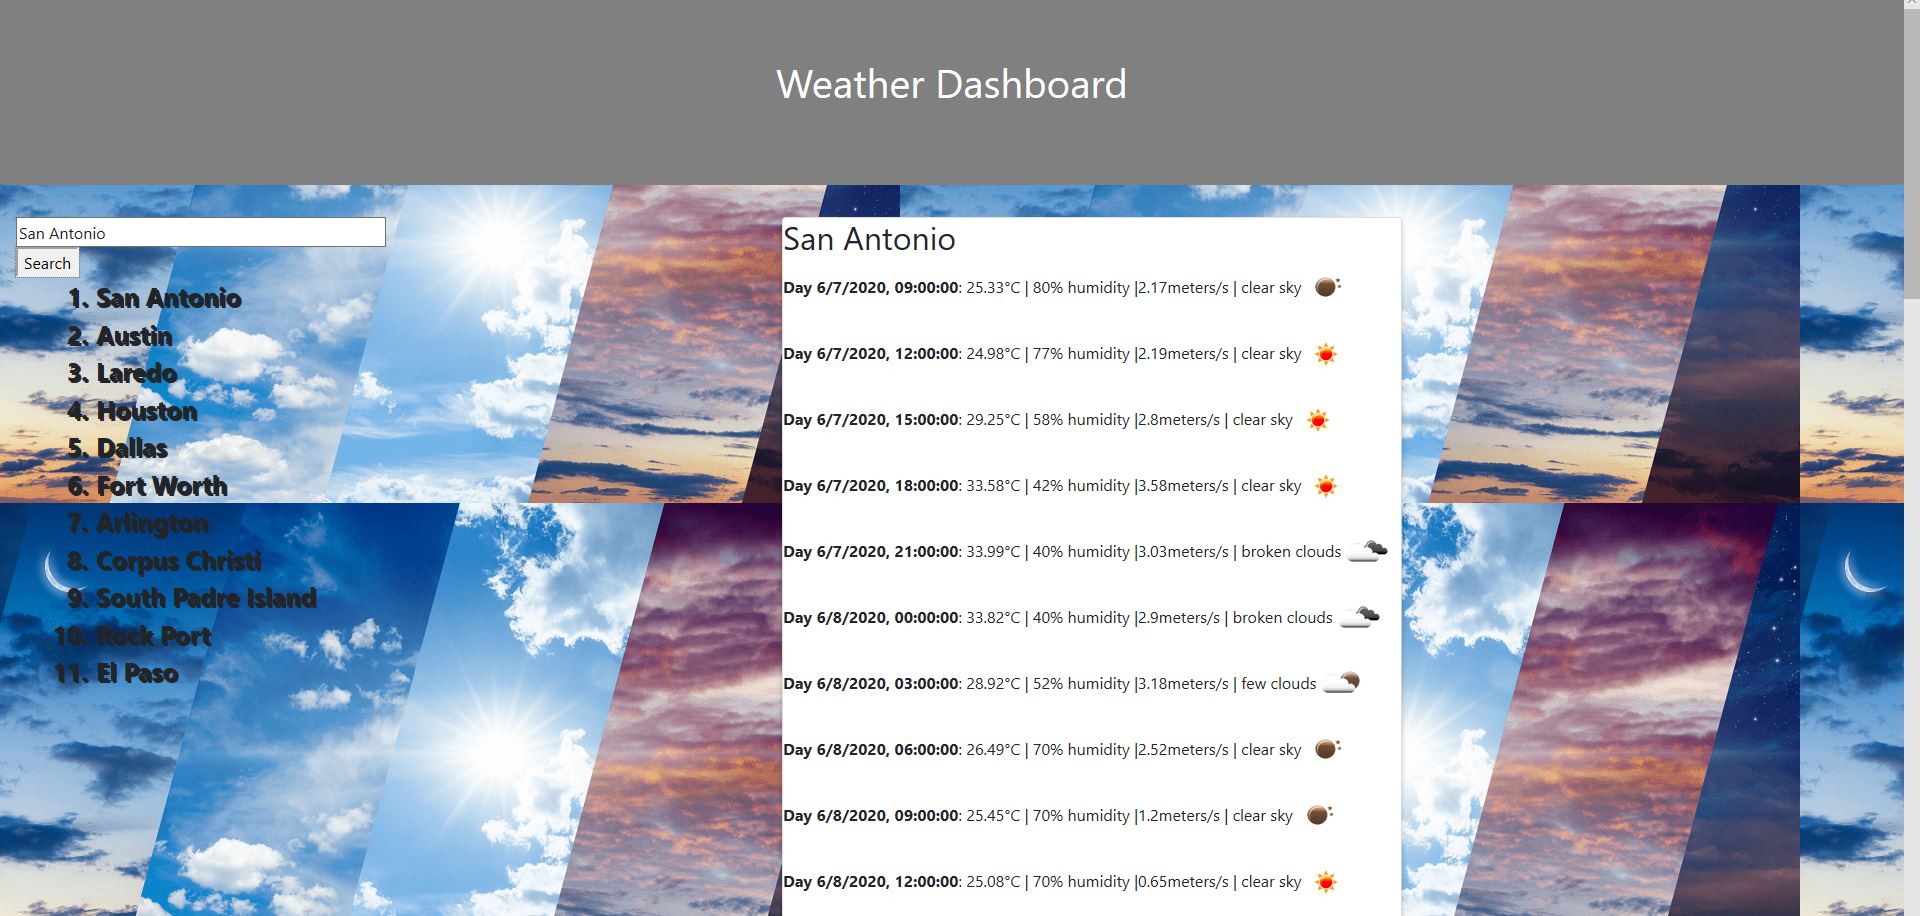 Weather Dashboard
San Antonio
Search
1. San Antonio
2. Austin
3. Laredo
4. Houston
5. Dallas
6. Fort Worth
7. Arlington
8. Corpus Christi
9. South Padre Island
10. Rock Port
11. El Paso
San Antonio
Day 6/7/2020, 09:00:00: 25.33°C | 80% humidity |2.17meters/s | clear sky
Day 6/7/2020, 12:00:00: 24.98°C | 77% humidity |2.19meters/s | clear sky
Day 6/7/2020, 15:00:00: 29.25°C | 58% humidity |2.8meters/s | clear sky
Day 6/7/2020, 18:00:00: 33.58°C | 42% humidity |3.58meters/s | clear sky
Day 6/7/2020, 21:00:00: 33.99°C | 40% humidity |3.03meters/s | broken clouds
Day 6/8/2020, 00:00:00: 33.82°C | 40% humidity |2.9meters/s | broken clouds
Day 6/8/2020, 03:00:00: 28.92°C | 52% humidity |3.18meters/s | few clouds
Day 6/8/2020, 06:00:00: 26.49°C | 70% humidity |2.52meters/s | clear sky
Day 6/8/2020, 09:00:00: 25.45°C | 70% humidity |1.2meters/s | clear sky
Day 6/8/2020, 12:00:00: 25.08°C | 70% humidity |0.65meters/s | clear sky